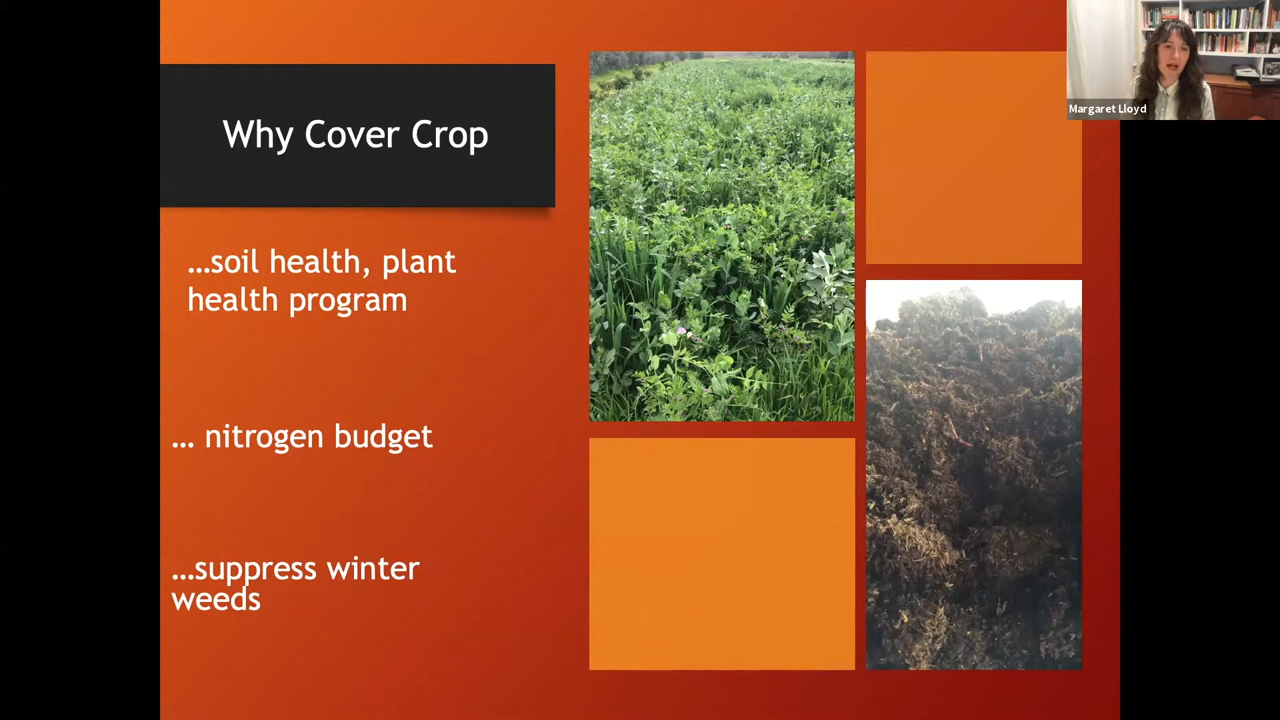 Why Cover Crop
…soil health, plant
health program
… nitrogen budget
…suppress winter
weeds
Margaret Lloyd